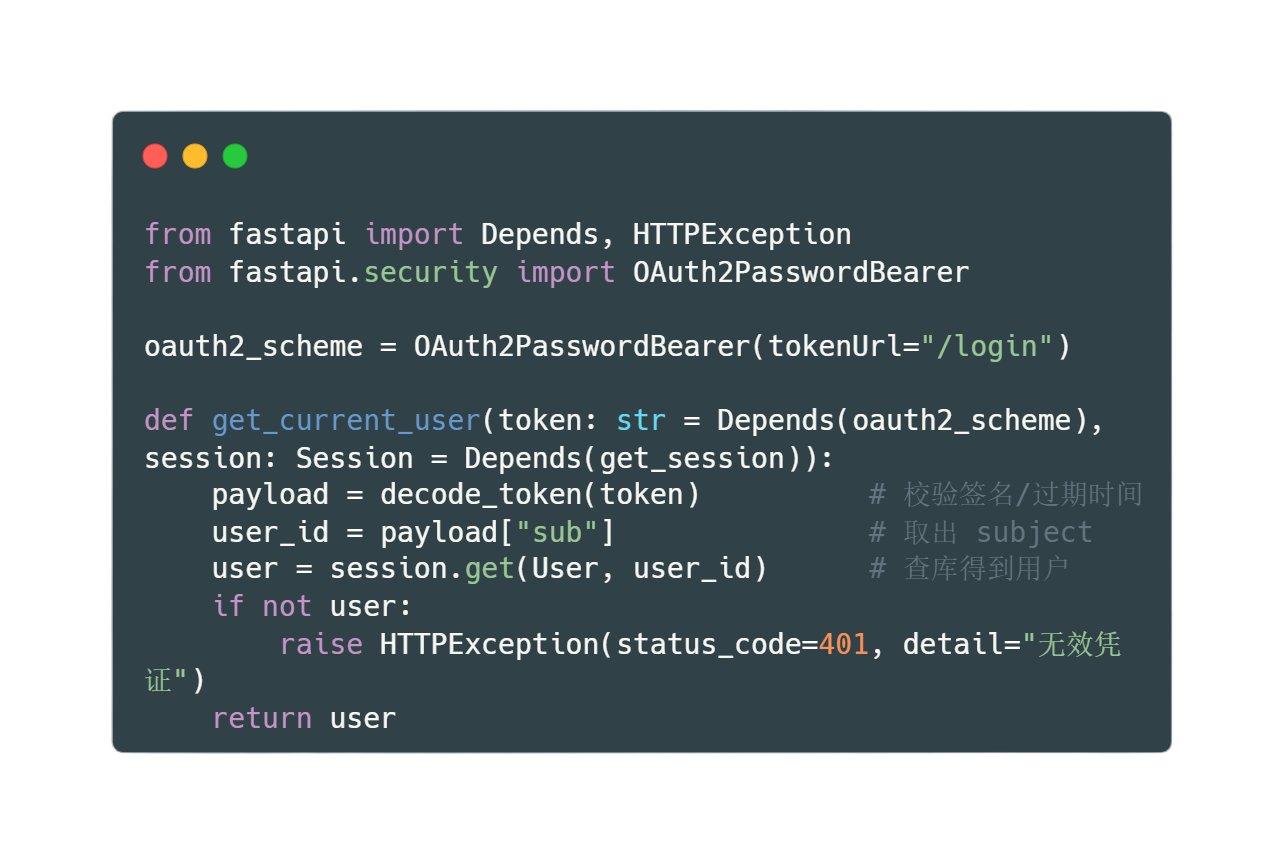 from fastapi import Depends, HTTPException
from fastapi.security import OAuth2PasswordBearer

oauth2_scheme = OAuth2PasswordBearer(tokenUrl="/login")

def get_current_user(token: str = Depends(oauth2_scheme),
session: Session = Depends(get_session)):
    payload = decode_token(token)          # 校验签名/过期时间
    user_id = payload["sub"]               # 取出 subject
    user = session.get(User, user_id)      # 查库得到用户
    if not user:
        raise HTTPException(status_code=401, detail="无效凭
证")
    return user